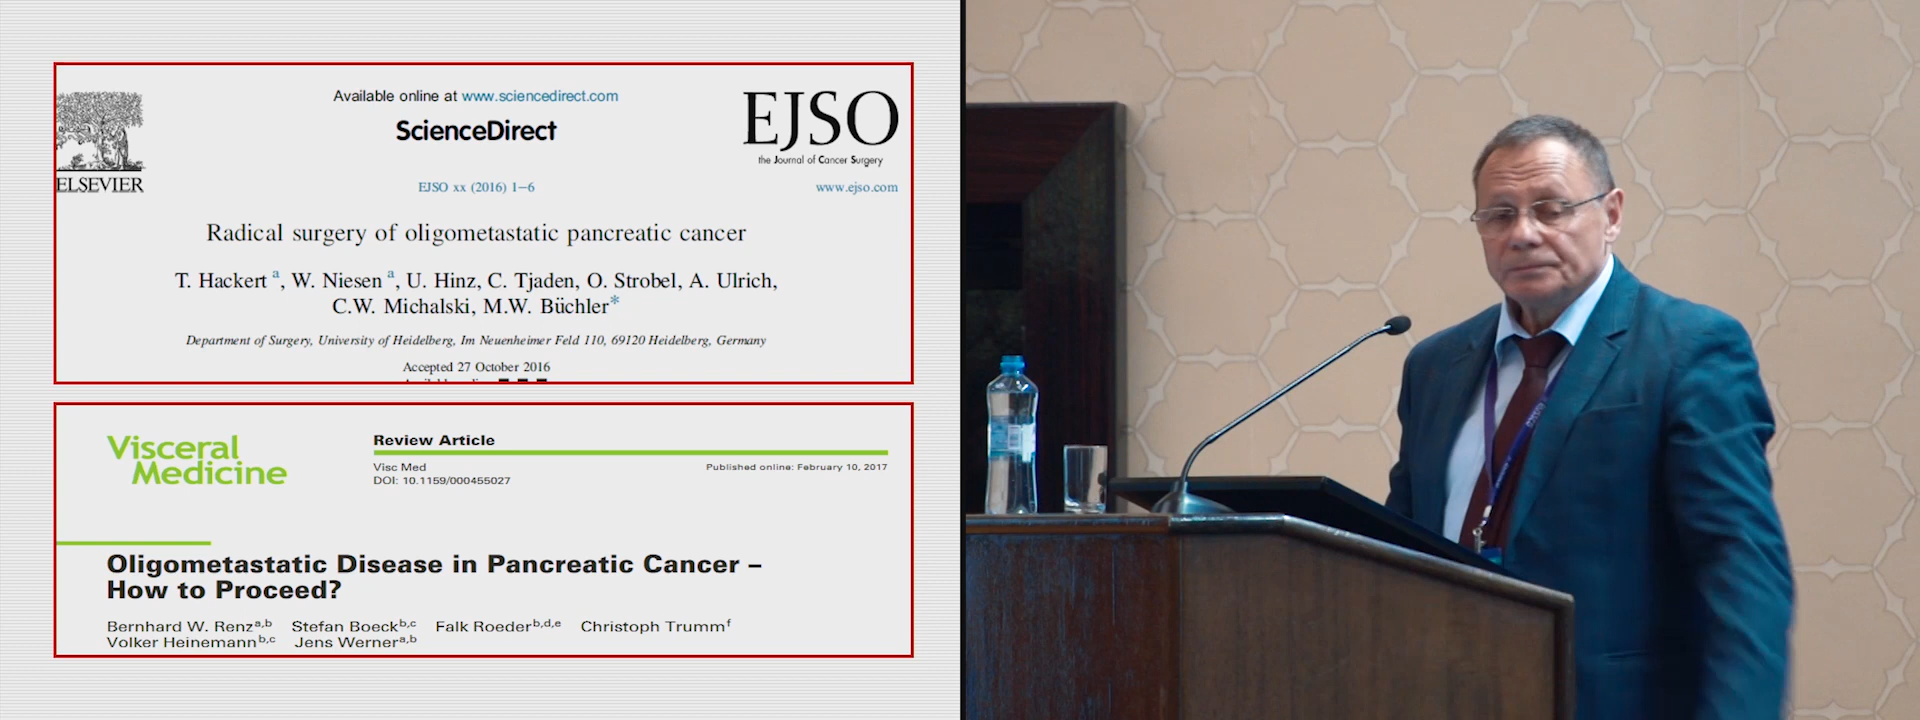 Available online at www.sciencedirect.com
ScienceDirect
ELSEVIER
EJSO
the Journal of Cancer Surgery
EJSO xx (2016) 1–6
www.ejso.com
Radical surgery of oligometastatic pancreatic cancer
T. Hackert a, W. Niesen a, U. Hinz, C. Tjaden, O. Strobel, A. Ulrich,
C.W. Michalski, M.W. Büchler*
Department of Surgery, University of Heidelberg, Im Neuenheimer Feld 110, 69120 Heidelberg, Germany
Accepted 27 October 2016
Visceral
Medicine
Review Article
Visc Med
DOI: 10.1159/000455027
Published online: February 10, 2017
Oligometastatic Disease in Pancreatic Cancer –
How to Proceed?
Bernhard W. Renz a,b Stefan Boeck b,c Falk Roeder b,d,e Christoph Trumm f
Volker Heinemann b,c Jens Werner a,b